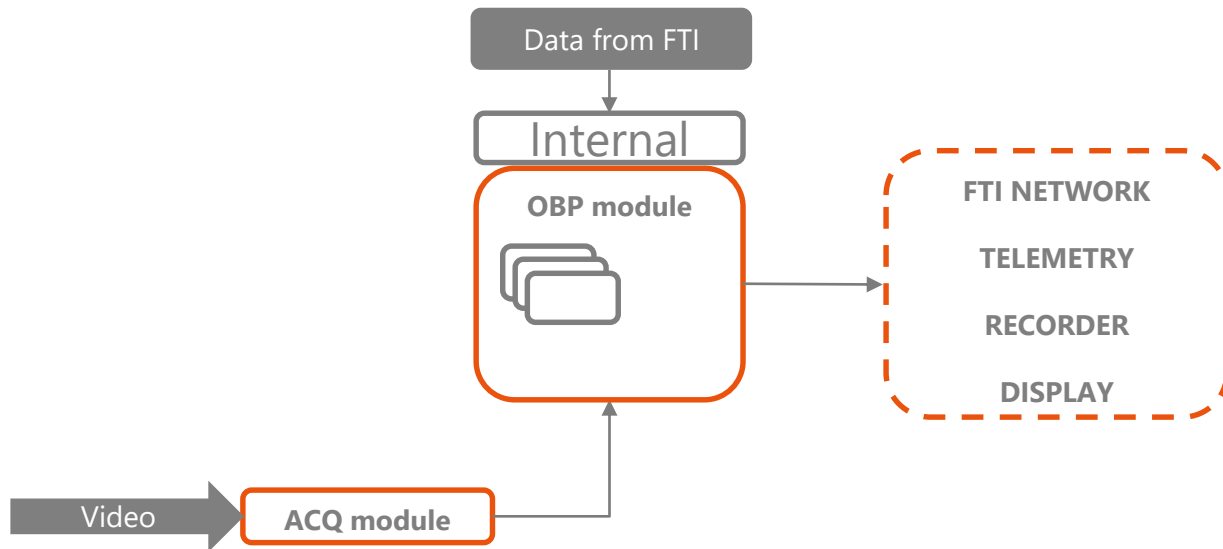 Data from FTI
Internal
OBP module
FTI NETWORK
TELEMETRY
RECORDER
DISPLAY
Video
ACQ module